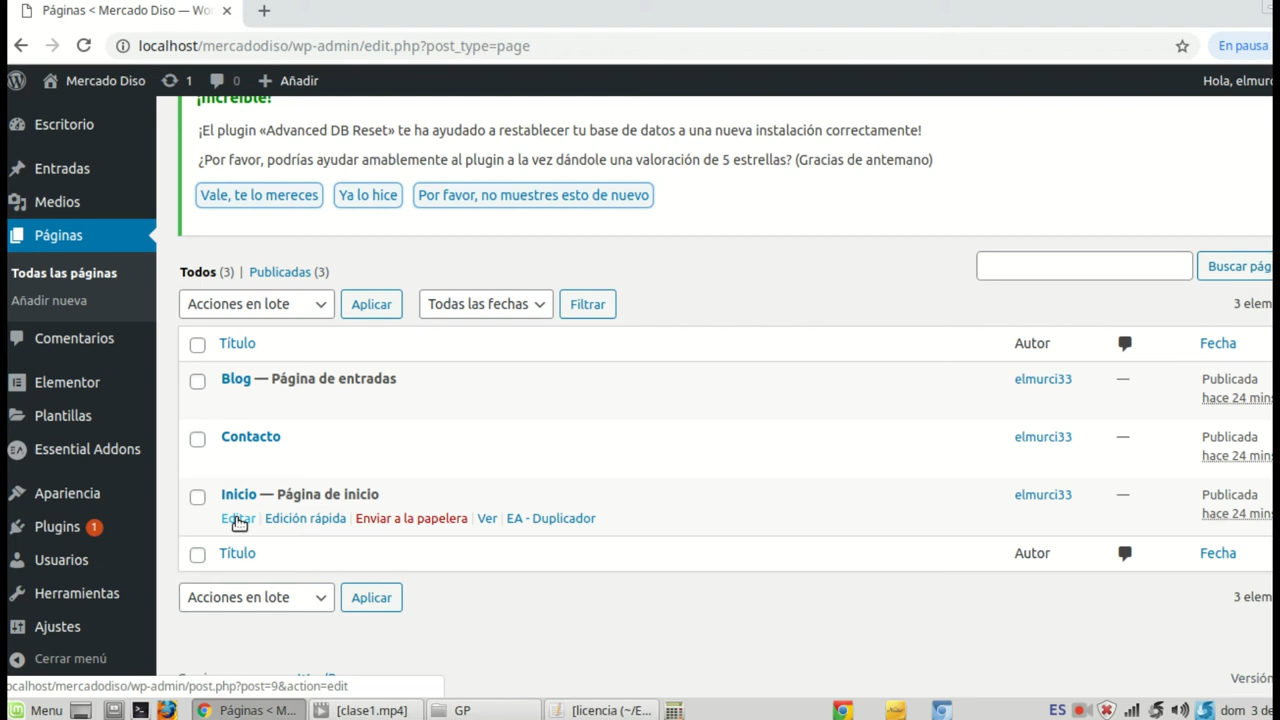 Páginas < Mercado Diso — Wo
localhost/mercadodiso/wp-admin/edit.php?post_type=page
En pausa
Mercado Diso
1
0
Añadir
Hola, elmurc
Escritorio
Entradas
Medios
Páginas
Todas las páginas
Añadir nueva
Comentarios
Elementor
Plantillas
Essential Addons
Apariencia
Plugins 1
Usuarios
Herramientas
Ajustes
Cerrar menú
¡Increíble!
¡El plugin «Advanced DB Reset» te ha ayudado a restablecer tu base de datos a una nueva instalación correctamente!
¿Por favor, podrías ayudar amablemente al plugin a la vez dándole una valoración de 5 estrellas? (Gracias de antemano)
Vale, te lo mereces
Ya lo hice
Por favor, no muestres esto de nuevo
Todos (3) | Publicadas (3)
Buscar pág
Acciones en lote
Aplicar
Todas las fechas
Filtrar
3 elem
Título
Autor
Fecha
Blog — Página de entradas
elmurci33
—
Publicada
hace 24 mins
Contacto
elmurci33
—
Publicada
hace 24 mins
Inicio — Página de inicio
Editar | Edición rápida | Enviar a la papelera | Ver | EA - Duplicador
elmurci33
—
Publicada
hace 24 mins
Título
Autor
Fecha
Acciones en lote
Aplicar
3 elem
Versión
ocalhost/mercadodiso/wp-admin/post.php?post=9&action=edit
Menu
Páginas < M...
[clase1.mp4]
GP
[licencia (~/E...
ES
dom 3 de